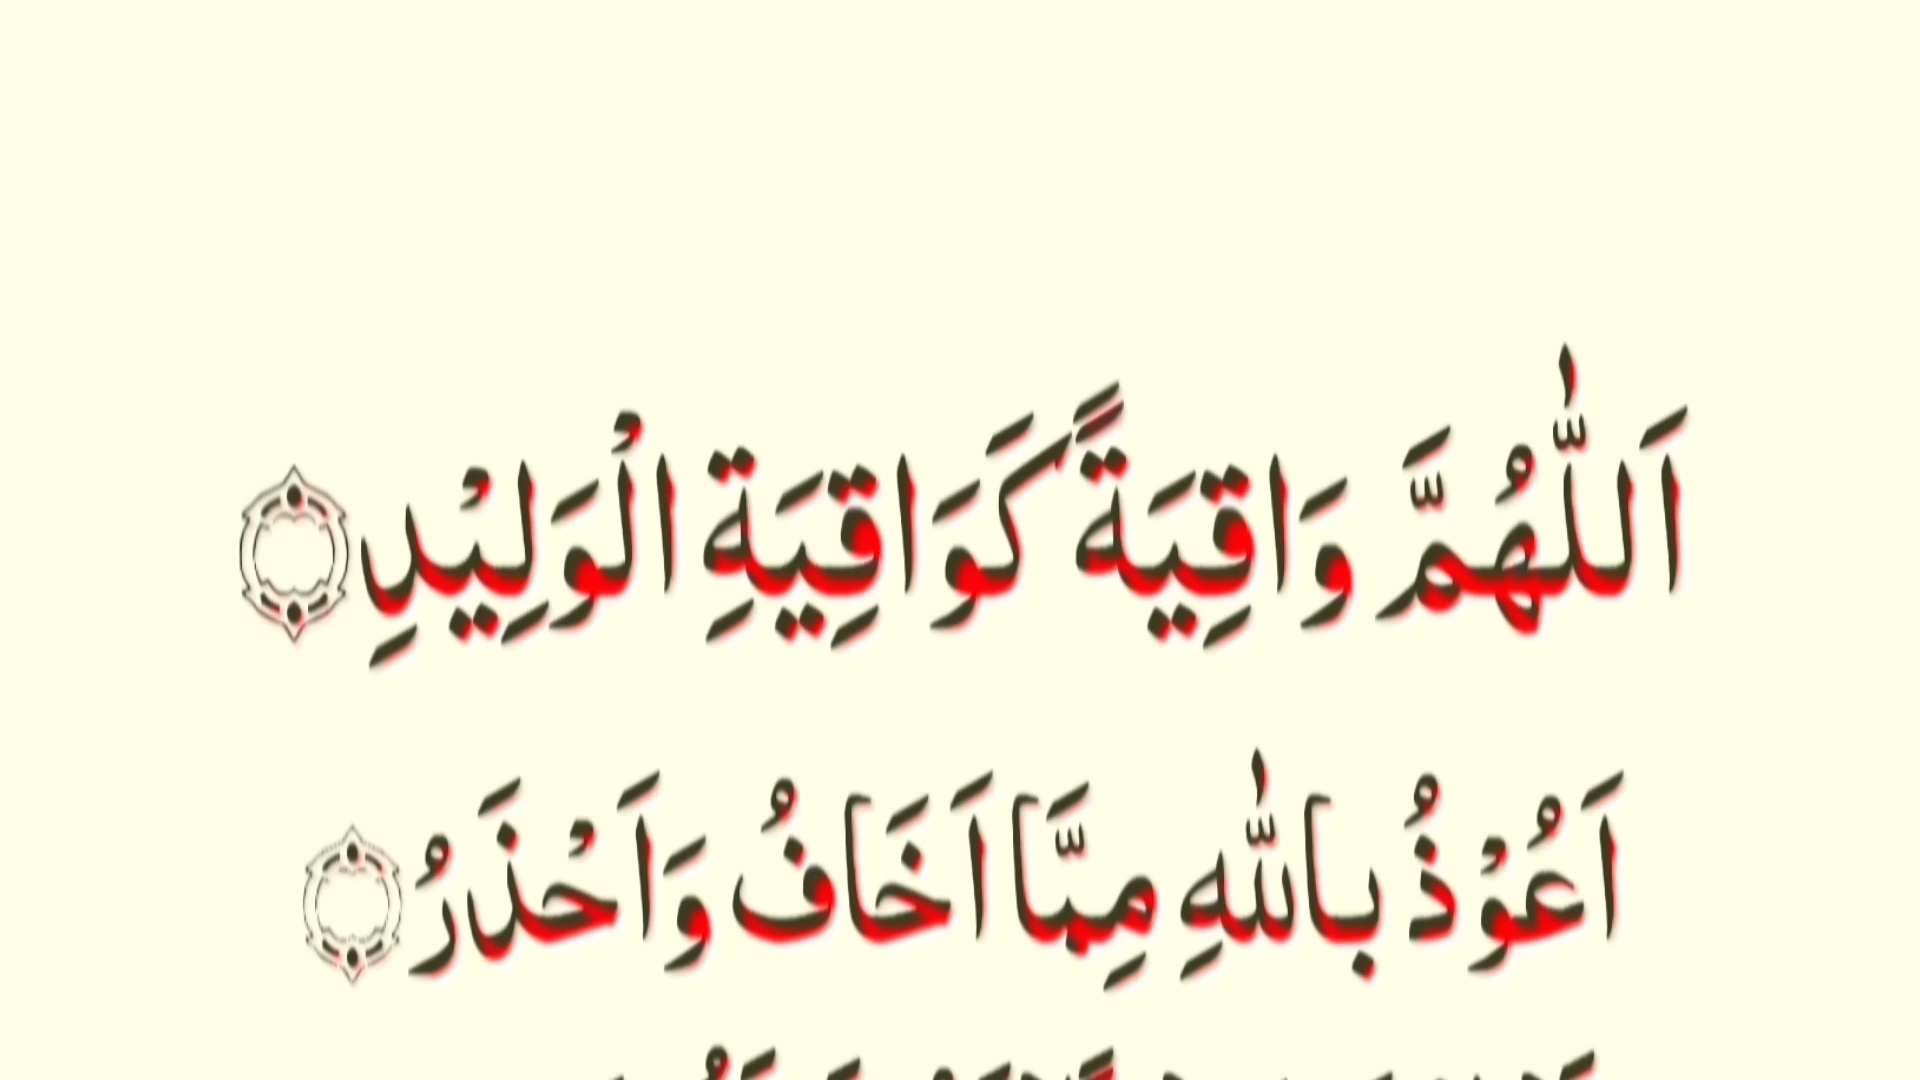 اَللّٰهُمَّ وَاقِيَةً كَوَاقِيَةِ الْوَلِيْدِ
اَعُوْذُ بِاللّٰهِ مِمَّا اَخَافُ وَاَحْذَرُ